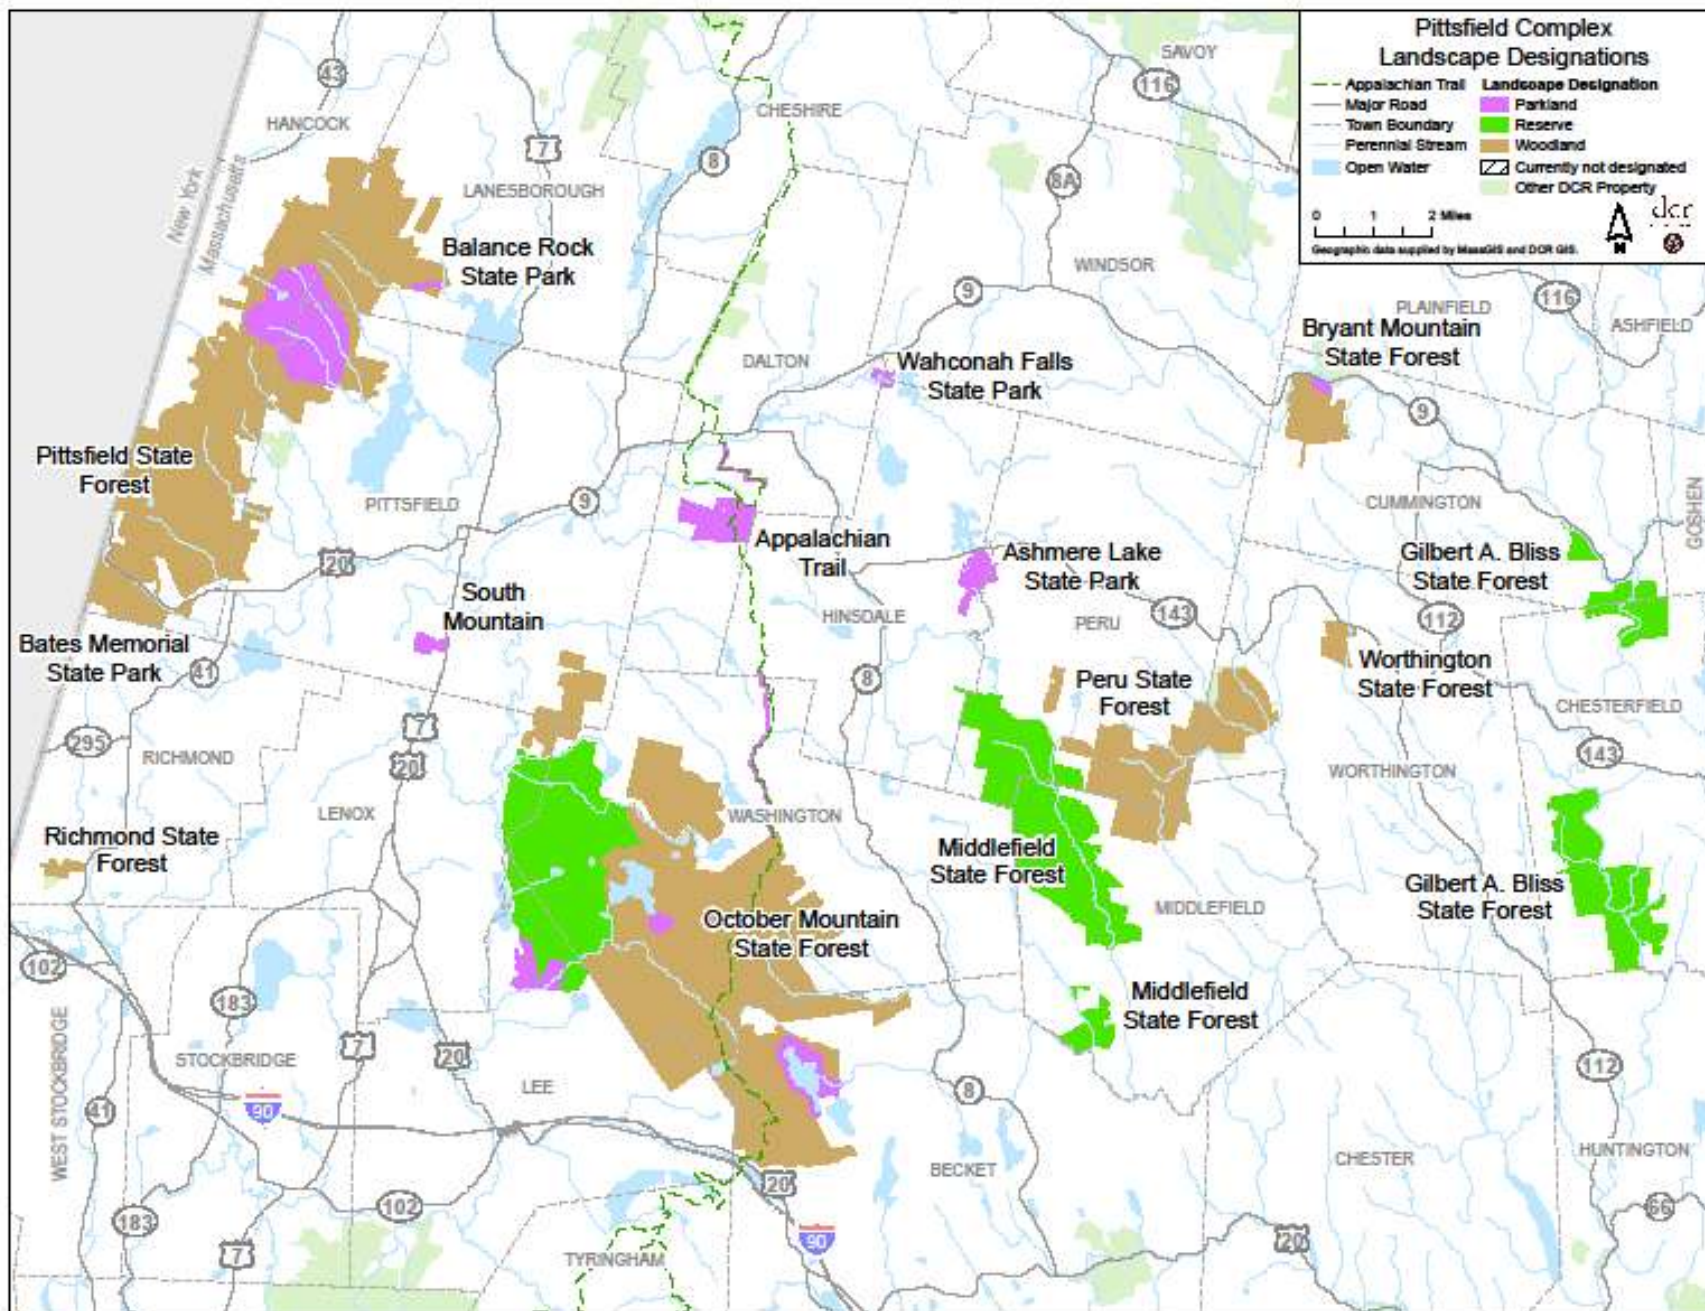 Pittsfield Complex
Landscape Designations
Appalachian Trail
Major Road
Town Boundary
Perennial Stream
Open Water
Landscape Designation
Parkland
Reserve
Woodland
Currently not designated
Other DCR Property
0 1 2 Miles
Geographic data supplied by MassGIS and DCR GIS.
N
dcr
SAVOY
116
43
HANCOCK
CHESHIRE
7
8
8A
LANESBOROUGH
New York
Massachusetts
Balance Rock
State Park
WINDSOR
9
PLAINFIELD
116
ASHFIELD
Bryant Mountain
State Forest
DALTON
Wahconah Falls
State Park
9
Pittsfield State
Forest
PITTSFIELD
9
CUMMINGTON
GOSHEN
Appalachian
Trail
Ashmere Lake
State Park
Gilbert A. Bliss
State Forest
20
South
Mountain
HINSDALE
PERU
143
112
Bates Memorial
State Park
41
8
Peru State
Forest
Worthington
State Forest
CHESTERFIELD
295
RICHMOND
7
20
143
WORTHINGTON
LENOX
WASHINGTON
Richmond State
Forest
Middlefield
State Forest
Gilbert A. Bliss
State Forest
MIDDLEFIELD
October Mountain
State Forest
102
183
Middlefield
State Forest
WEST STOCKBRIDGE
STOCKBRIDGE
7
20
LEE
8
112
41
90
BECKET
CHESTER
HUNTINGTON
20
102
183
7
66
90
20
TYRINGHAM